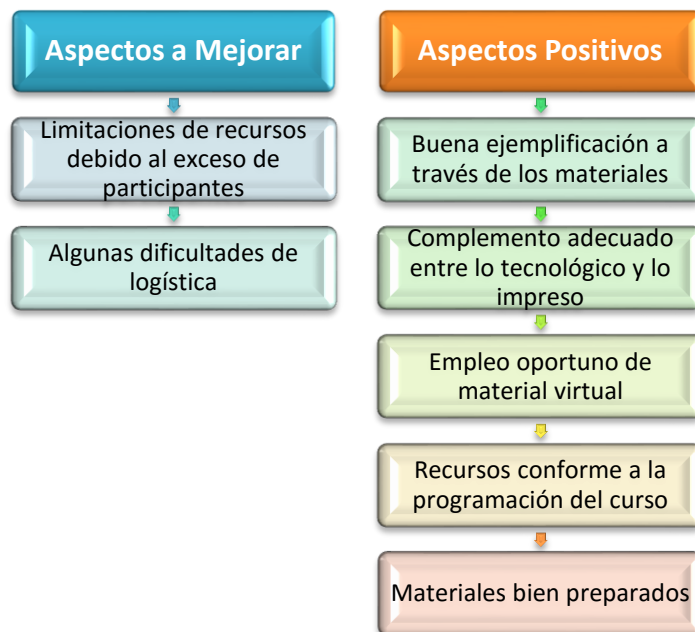 Aspectos a Mejorar
Limitaciones de recursos
debido al exceso de
participantes
Algunas dificultades de
logística
Aspectos Positivos
Buena ejemplificación a
través de los materiales
Complemento adecuado
entre lo tecnológico y lo
impreso
Empleo oportuno de
material virtual
Recursos conforme a la
programación del curso
Materiales bien preparados